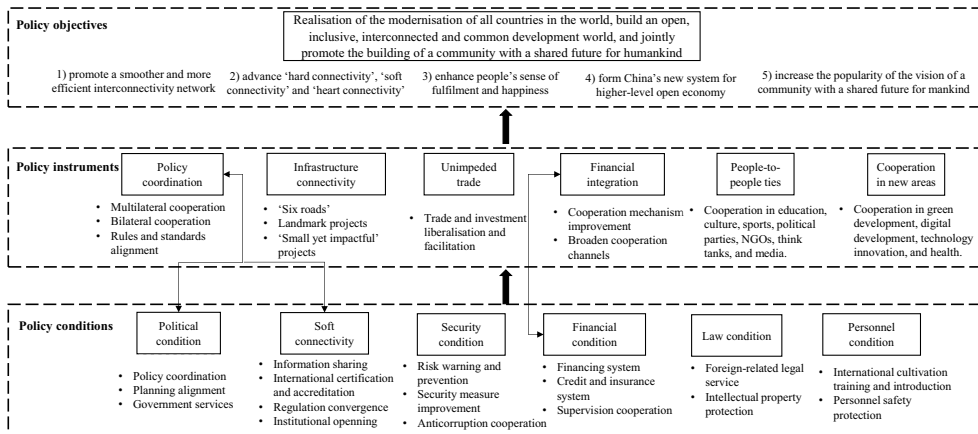 Policy objectives
Realisation of the modernisation of all countries in the world, build an open,
inclusive, interconnected and common development world, and jointly
promote the building of a community with a shared future for humankind
1) promote a smoother and more
efficient interconnectivity network
2) advance ‘hard connectivity’, ‘soft
connectivity’ and ‘heart connectivity’
3) enhance people’s sense of
fulfilment and happiness
4) form China’s new system for
higher-level open economy
5) increase the popularity of the vision of a
community with a shared future for mankind
Policy instruments
Policy
coordination
• Multilateral cooperation
• Bilateral cooperation
• Rules and standards
alignment
Infrastructure
connectivity
• ‘Six roads’
• Landmark projects
• ‘Small yet impactful’
projects
Unimpeded
trade
• Trade and investment
liberalisation and
facilitation
Financial
integration
• Cooperation mechanism
improvement
• Broaden cooperation
channels
People-to-
people ties
• Cooperation in education,
culture, sports, political
parties, NGOs, think
tanks, and media.
Cooperation
in new areas
• Cooperation in green
development, digital
development, technology
innovation, and health.
Policy conditions
Political
condition
• Policy coordination
• Planning alignment
• Government services
Soft
connectivity
• Information sharing
• International certification
and accreditation
• Regulation convergence
• Institutional openning
Security
condition
• Risk warning and
prevention
• Security measure
improvement
• Anticorruption cooperation
Financial
condition
• Financing system
• Credit and insurance
system
• Supervision cooperation
Law condition
• Foreign-related legal
service
• Intellectual property
protection
Personnel
condition
• International cultivation
training and introduction
• Personnel safety
protection